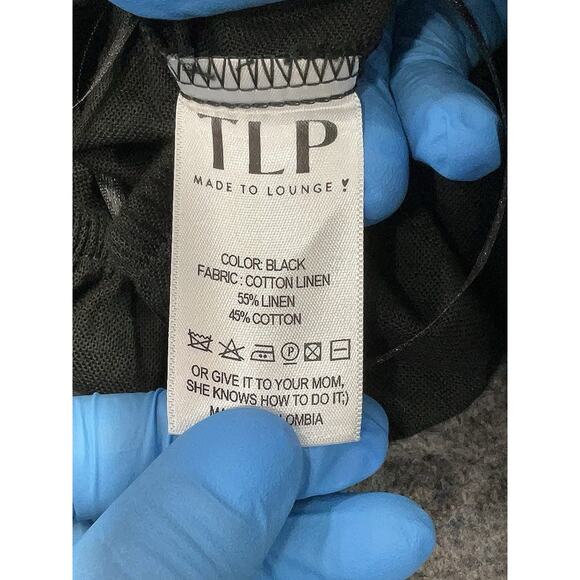 TLP
MADE TO LOUNGE
COLOR: BLACK
FABRIC : COTTON LINEN
55% LINEN
45% COTTON
P
OR GIVE IT TO YOUR MOM,
SHE KNOWS HOW TO DO IT;)